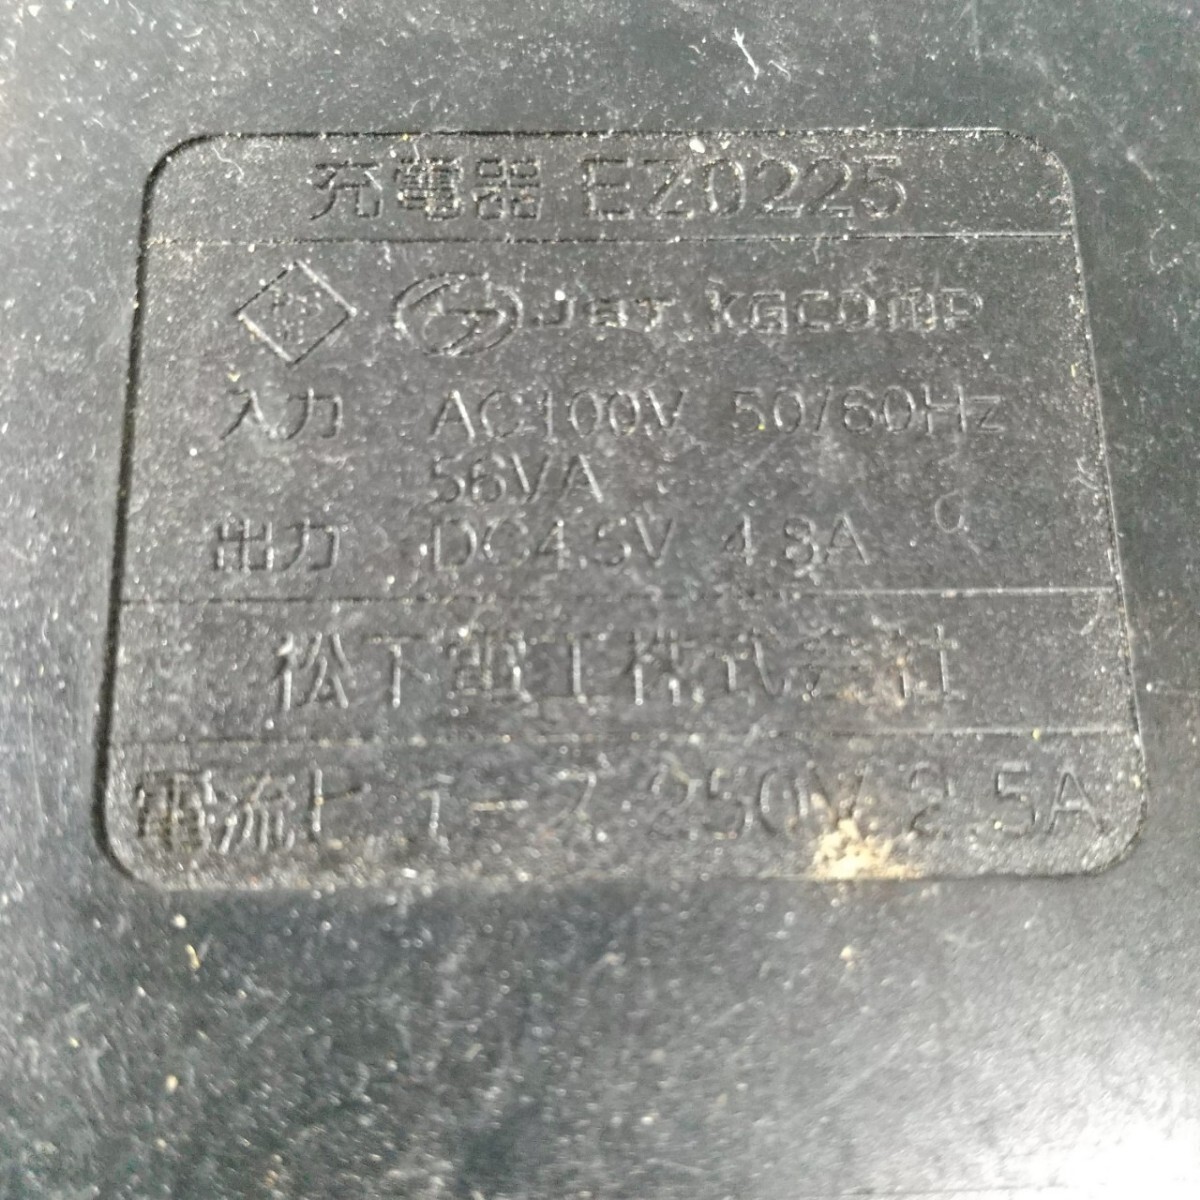 充電器 EZ0225
JET KGCOMP
入力 AC100V 50/60Hz
56VA
出力 DC4.5V 4.8A
松下電工株式会社
電流ヒューズ 250V 2.5A